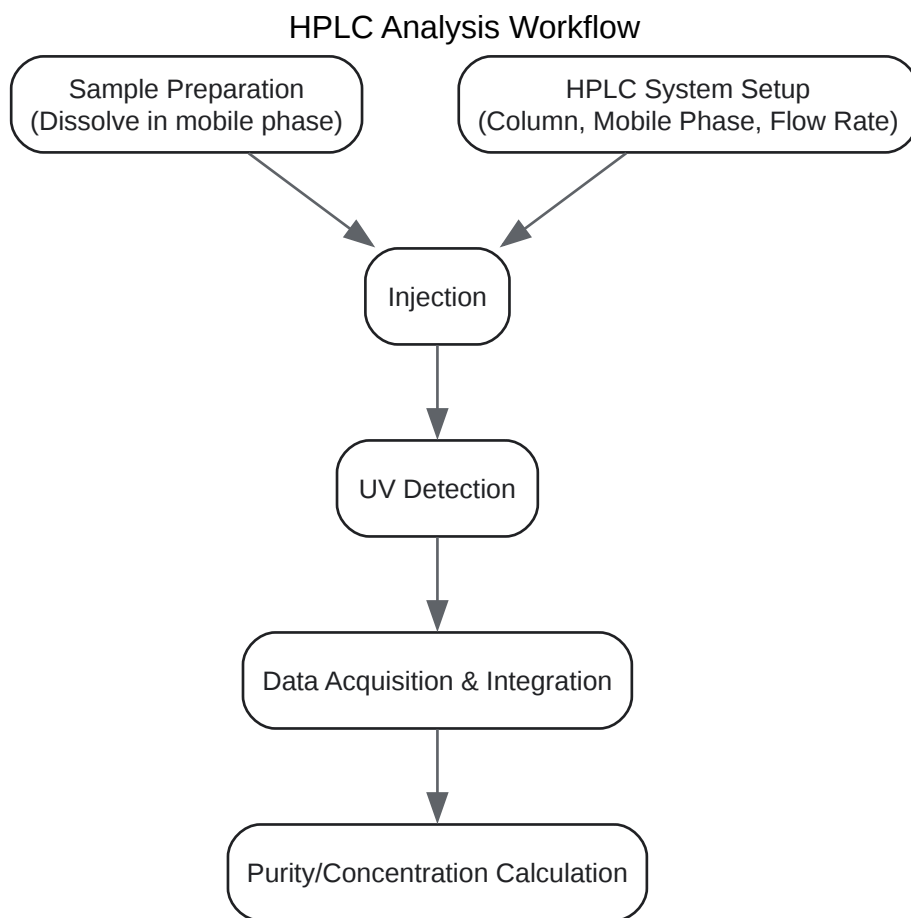 HPLC Analysis Workflow
Sample Preparation
(Dissolve in mobile phase)
HPLC System Setup
(Column, Mobile Phase, Flow Rate)
Injection
UV Detection
Data Acquisition & Integration
Purity/Concentration Calculation